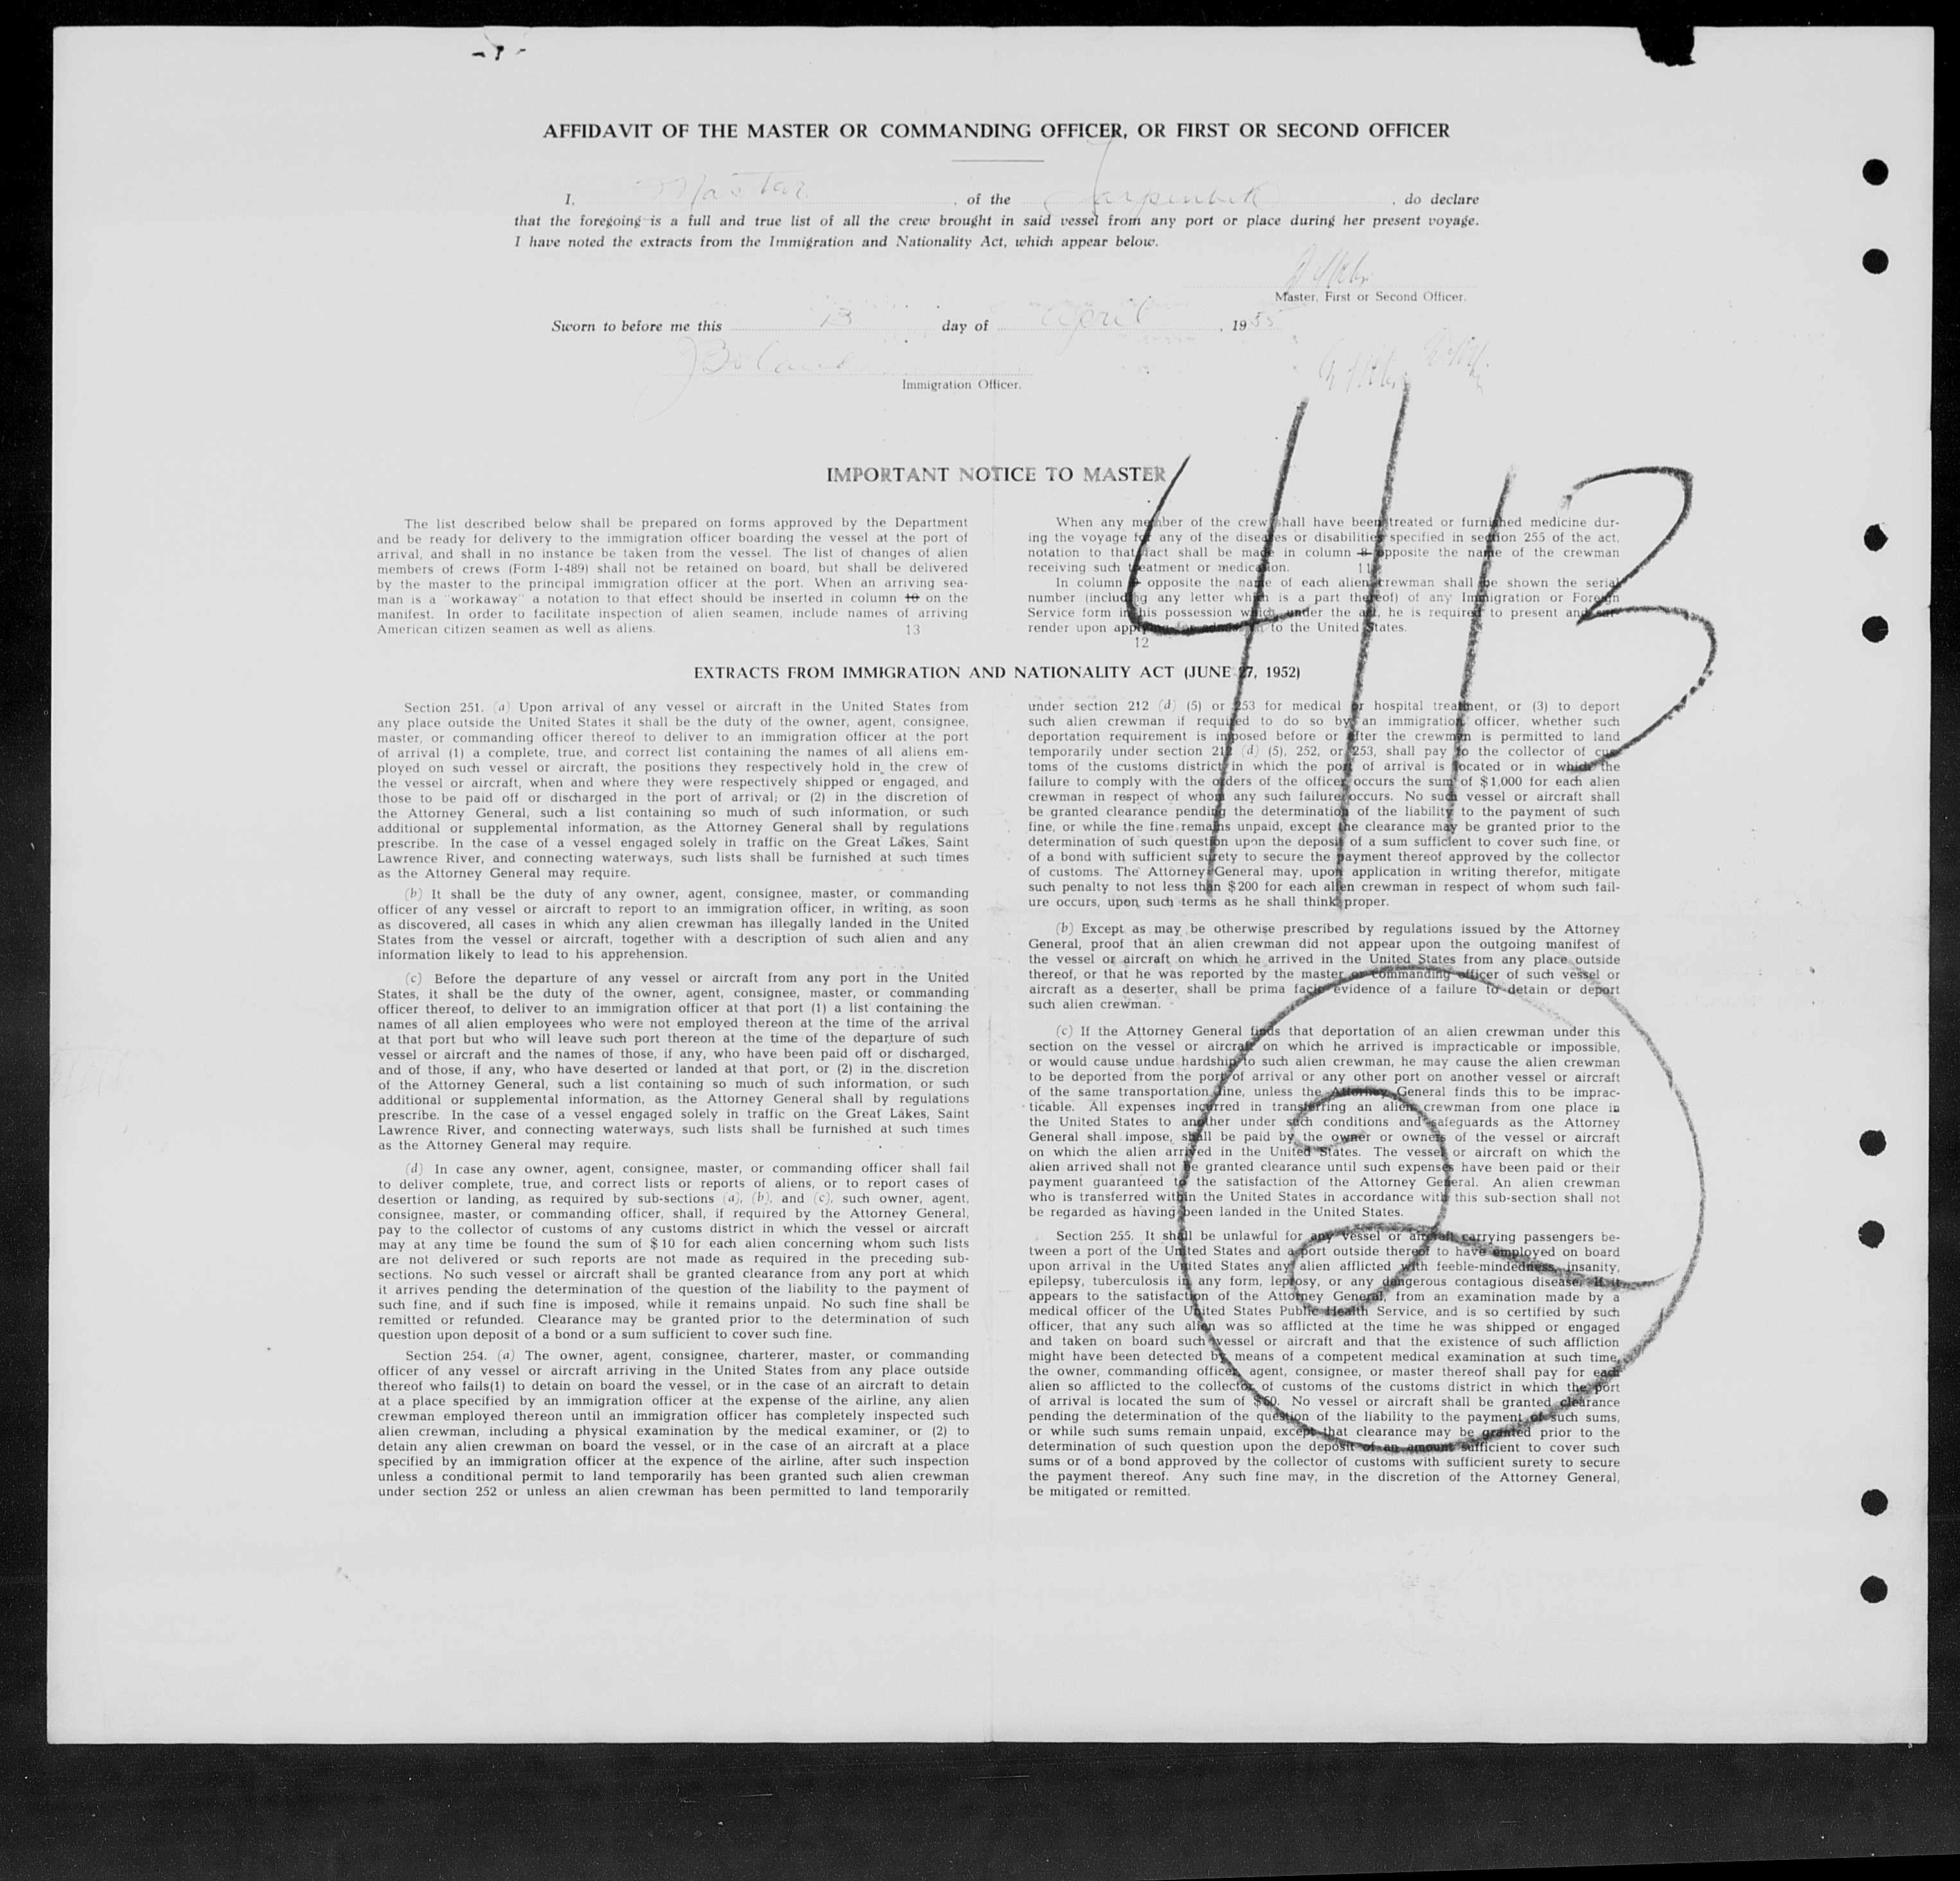 AFFIDAVIT OF THE MASTER OR COMMANDING OFFICER, OR FIRST OR SECOND OFFICER
I, Master, of the , do declare
that the foregoing is a full and true list of all the crew brought in said vessel from any port or place during her present voyage.
I have noted the extracts from the Immigration and Nationality Act, which appear below.
Master, First or Second Officer.
Sworn to before me this 13 day of April, 1955
Immigration Officer.
413
IMPORTANT NOTICE TO MASTER
The list described below shall be prepared on forms approved by the Department
and be ready for delivery to the immigration officer boarding the vessel at the port of
arrival, and shall in no instance be taken from the vessel. The list of changes of alien
members of crews (Form I-489) shall not be retained on board, but shall be delivered
by the master to the principal immigration officer at the port. When an arriving sea-
man is a "workaway" a notation to that effect should be inserted in column 10 on the
manifest. In order to facilitate inspection of alien seamen, include names of arriving
American citizen seamen as well as aliens. 13
When any member of the crew shall have been treated or furnished medicine dur-
ing the voyage for any of the diseases or disabilities specified in section 255 of the act,
notation to that fact shall be made in column 8 opposite the name of the crewman
receiving such treatment or medication. 11
In column opposite the name of each alien crewman shall be shown the serial
number (including any letter which is a part thereof) of any Immigration or Foreign
Service form in his possession which, under the act, he is required to present and sur-
render upon applying for admission to the United States.
12
EXTRACTS FROM IMMIGRATION AND NATIONALITY ACT (JUNE 27, 1952)
Section 251. (a) Upon arrival of any vessel or aircraft in the United States from
any place outside the United States it shall be the duty of the owner, agent, consignee,
master, or commanding officer thereof to deliver to an immigration officer at the port
of arrival (1) a complete, true, and correct list containing the names of all aliens em-
ployed on such vessel or aircraft, the positions they respectively hold in the crew of
the vessel or aircraft, when and where they were respectively shipped or engaged, and
those to be paid off or discharged in the port of arrival; or (2) in the discretion of
the Attorney General, such a list containing so much of such information, or such
additional or supplemental information, as the Attorney General shall by regulations
prescribe. In the case of a vessel engaged solely in traffic on the Great Lakes, Saint
Lawrence River, and connecting waterways, such lists shall be furnished at such times
as the Attorney General may require.
(b) It shall be the duty of any owner, agent, consignee, master, or commanding
officer of any vessel or aircraft to report to an immigration officer, in writing, as soon
as discovered, all cases in which any alien crewman has illegally landed in the United
States from the vessel or aircraft, together with a description of such alien and any
information likely to lead to his apprehension.
(c) Before the departure of any vessel or aircraft from any port in the United
States, it shall be the duty of the owner, agent, consignee, master, or commanding
officer thereof, to deliver to an immigration officer at that port (1) a list containing the
names of all alien employees who were not employed thereon at the time of the arrival
at that port but who will leave such port thereon at the time of the departure of such
vessel or aircraft and the names of those, if any, who have been paid off or discharged,
and of those, if any, who have deserted or landed at that port, or (2) in the discretion
of the Attorney General, such a list containing so much of such information, or such
additional or supplemental information, as the Attorney General shall by regulations
prescribe. In the case of a vessel engaged solely in traffic on the Great Lakes, Saint
Lawrence River, and connecting waterways, such lists shall be furnished at such times
as the Attorney General may require.
(d) In case any owner, agent, consignee, master, or commanding officer shall fail
to deliver complete, true, and correct lists or reports of aliens, or to report cases of
desertion or landing, as required by sub-sections (a), (b), and (c), such owner, agent,
consignee, master, or commanding officer, shall, if required by the Attorney General,
pay to the collector of customs of any customs district in which the vessel or aircraft
may at any time be found the sum of $ 10 for each alien concerning whom such lists
are not delivered or such reports are not made as required in the preceding sub-
sections. No such vessel or aircraft shall be granted clearance from any port at which
it arrives pending the determination of the question of the liability to the payment of
such fine, and if such fine is imposed, while it remains unpaid. No such fine shall be
remitted or refunded. Clearance may be granted prior to the determination of such
question upon deposit of a bond or a sum sufficient to cover such fine.
Section 254. (a) The owner, agent, consignee, charterer, master, or commanding
officer of any vessel or aircraft arriving in the United States from any place outside
thereof who fails(1) to detain on board the vessel, or in the case of an aircraft to detain
at a place specified by an immigration officer at the expense of the airline, any alien
crewman employed thereon until an immigration officer has completely inspected such
alien crewman, including a physical examination by the medical examiner, or (2) to
detain any alien crewman on board the vessel, or in the case of an aircraft at a place
specified by an immigration officer at the expence of the airline, after such inspection
unless a conditional permit to land temporarily has been granted such alien crewman
under section 252 or unless an alien crewman has been permitted to land temporarily
under section 212 (d) (5) or 253 for medical or hospital treatment, or (3) to deport
such alien crewman if required to do so by an immigration officer, whether such
deportation requirement is imposed before or after the crewman is permitted to land
temporarily under section 212 (d) (5), 252, or 253, shall pay to the collector of cus-
toms of the customs district in which the port of arrival is located or in which the
failure to comply with the orders of the officer occurs the sum of $1,000 for each alien
crewman in respect of whom any such failure occurs. No such vessel or aircraft shall
be granted clearance pending the determination of the liability to the payment of such
fine, or while the fine remains unpaid, except the clearance may be granted prior to the
determination of such question upon the deposit of a sum sufficient to cover such fine, or
of a bond with sufficient surety to secure the payment thereof approved by the collector
of customs. The Attorney General may, upon application in writing therefor, mitigate
such penalty to not less than $200 for each alien crewman in respect of whom such fail-
ure occurs, upon such terms as he shall think proper.
(b) Except as may be otherwise prescribed by regulations issued by the Attorney
General, proof that an alien crewman did not appear upon the outgoing manifest of
the vessel or aircraft on which he arrived in the United States from any place outside
thereof, or that he was reported by the master or commanding officer of such vessel or
aircraft as a deserter, shall be prima facie evidence of a failure to detain or deport
such alien crewman.
(c) If the Attorney General finds that deportation of an alien crewman under this
section on the vessel or aircraft on which he arrived is impracticable or impossible,
or would cause undue hardship to such alien crewman, he may cause the alien crewman
to be deported from the port of arrival or any other port on another vessel or aircraft
of the same transportation line, unless the Attorney General finds this to be imprac-
ticable. All expenses incurred in transferring an alien crewman from one place in
the United States to another under such conditions and safeguards as the Attorney
General shall impose, shall be paid by the owner or owners of the vessel or aircraft
on which the alien arrived in the United States. The vessel or aircraft on which the
alien arrived shall not be granted clearance until such expenses have been paid or their
payment guaranteed to the satisfaction of the Attorney General. An alien crewman
who is transferred within the United States in accordance with this sub-section shall not
be regarded as having been landed in the United States.
Section 255. It shall be unlawful for any vessel or aircraft carrying passengers be-
tween a port of the United States and a port outside thereof to have employed on board
upon arrival in the United States any alien afflicted with feeble-mindedness, insanity,
epilepsy, tuberculosis in any form, leprosy, or any dangerous contagious disease. If it
appears to the satisfaction of the Attorney General, from an examination made by a
medical officer of the United States Public Health Service, and is so certified by such
officer, that any such alien was so afflicted at the time he was shipped or engaged
and taken on board such vessel or aircraft and that the existence of such affliction
might have been detected by means of a competent medical examination at such time,
the owner, commanding officer, agent, consignee, or master thereof shall pay for each
alien so afflicted to the collector of customs of the customs district in which the port
of arrival is located the sum of $50. No vessel or aircraft shall be granted clearance
pending the determination of the question of the liability to the payment of such sums,
or while such sums remain unpaid, except that clearance may be granted prior to the
determination of such question upon the deposit of an amount sufficient to cover such
sums or of a bond approved by the collector of customs with sufficient surety to secure
the payment thereof. Any such fine may, in the discretion of the Attorney General,
be mitigated or remitted.
2